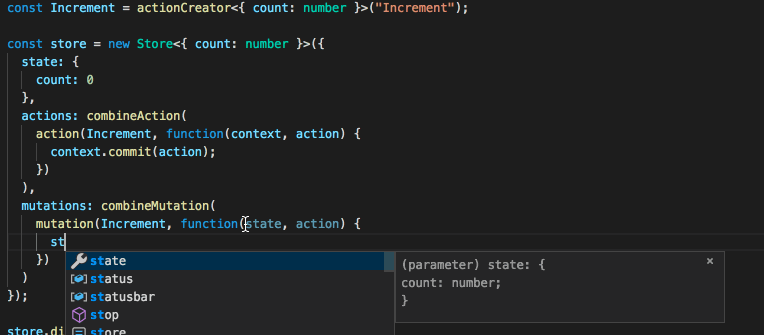 const Increment = actionCreator<{ count: number }>("Increment");
const store = new Store<{ count: number }>({
state: {
count: 0
},
actions: combineAction(
action(Increment, function(context, action) {
context.commit(action);
})
),
mutations: combineMutation(
mutation(Increment, function(state, action) {
st
})
)
});
store.di
state
status
statusbar
stop
store
(parameter) state: {
count: number;
}
×